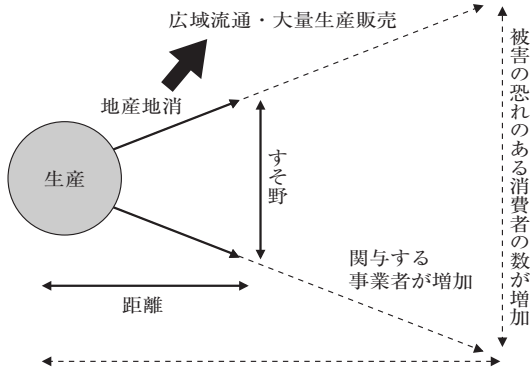 広域流通・大量生産販売
地産地消
生産
すそ野
被害の恐れのある消費者の数が増加
関与する
事業者が増加
距離